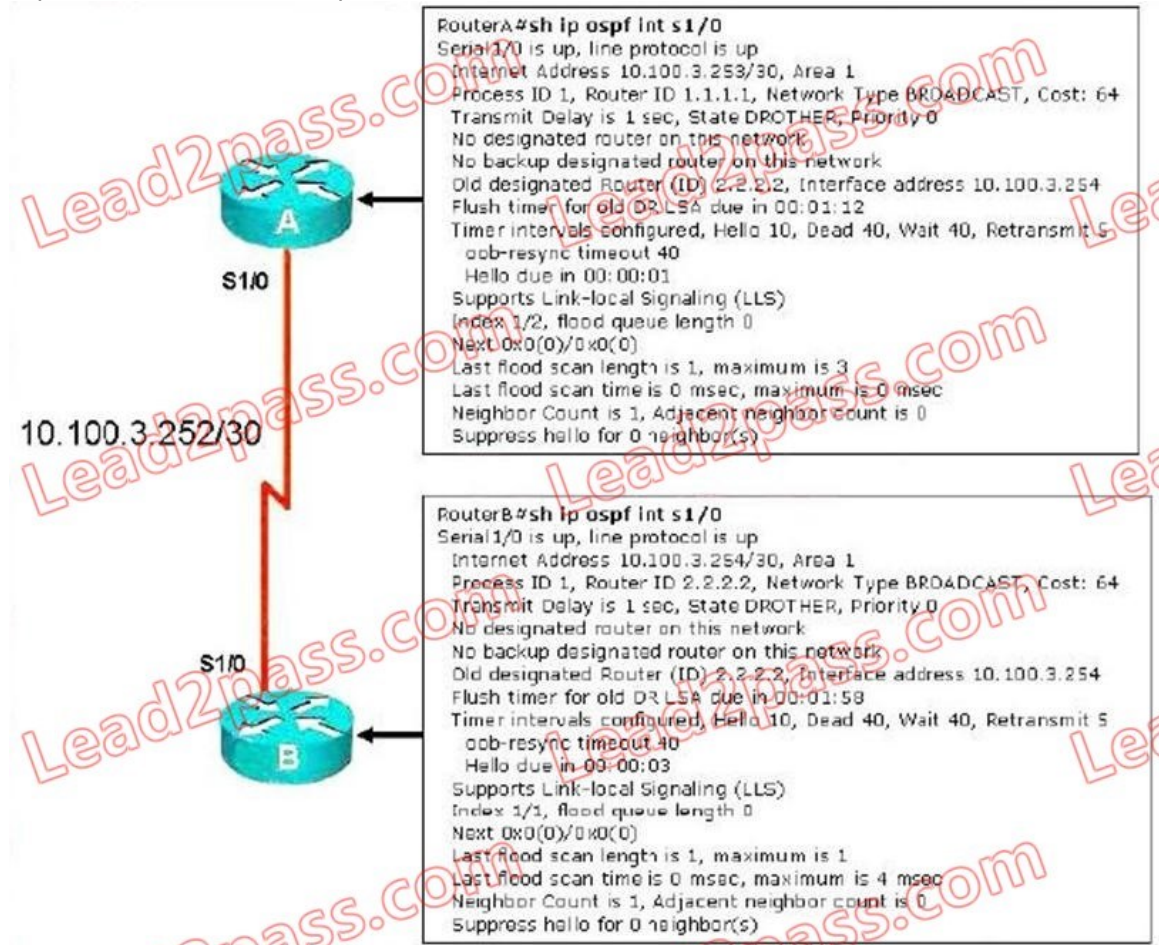 RouterA#sh ip ospf int s1/0
Serial1/0 is up, line protocol is up
Internet Address 10.100.3.253/30, Area 1
Process ID 1, Router ID 1.1.1.1, Network Type BROADCAST, Cost: 64
Transmit Delay is 1 sec, State DROTHER, Priority 0
No designated router on this network
No backup designated router on this network
Old designated Router (ID) 2.2.2.2, Interface address 10.100.3.254
Flush timer for old DR LSA due in 00:01:12
Timer intervals configured, Hello 10, Dead 40, Wait 40, Retransmit 5
oob-resync timeout 40
Hello due in 00:00:01
Supports Link-local Signaling (LLS)
Index 1/2, flood queue length 0
Next 0x0(0)/0x0(0)
Last flood scan length is 1, maximum is 3
Last flood scan time is 0 msec, maximum is 0 msec
Neighbor Count is 1, Adjacent neighbor count is 0
Suppress hello for 0 neighbor(s)
A
S1/0
10.100.3.252/30
S1/0
B
RouterB#sh ip ospf int s1/0
Serial1/0 is up, line protocol is up
Internet Address 10.100.3.254/30, Area 1
Process ID 1, Router ID 2.2.2.2, Network Type BROADCAST, Cost: 64
Transmit Delay is 1 sec, State DROTHER, Priority 0
No designated router on this network
No backup designated router on this network
Old designated Router (ID) 2.2.2.2, Interface address 10.100.3.254
Flush timer for old DR LSA due in 00:01:58
Timer intervals configured, Hello 10, Dead 40, Wait 40, Retransmit 5
oob-resync timeout 40
Hello due in 00:00:03
Supports Link-local Signaling (LLS)
Index 1/1, flood queue length 0
Next 0x0(0)/0x0(0)
Last flood scan length is 1, maximum is 1
Last flood scan time is 0 msec, maximum is 4 msec
Neighbor Count is 1, Adjacent neighbor count is 0
Suppress hello for 0 neighbor(s)
Lead2pass.com
Lead2pass.com
Lead2pass.com
Lead2pass.com
Lead2pass.com
Lead2pass.com